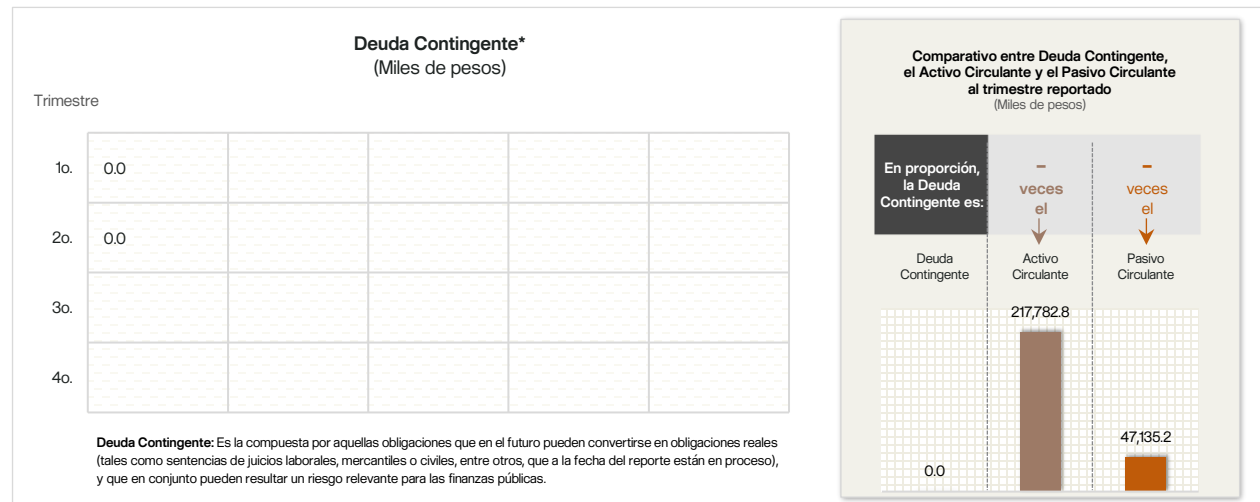 Deuda Contingente*
(Miles de pesos)
Trimestre
1o. 0.0
2o. 0.0
3o.
4o.
Deuda Contingente: Es la compuesta por aquellas obligaciones que en el futuro pueden convertirse en obligaciones reales
(tales como sentencias de juicios laborales, mercantiles o civiles, entre otros, que a la fecha del reporte están en proceso),
y que en conjunto pueden resultar un riesgo relevante para las finanzas públicas.
Comparativo entre Deuda Contingente,
el Activo Circulante y el Pasivo Circulante
al trimestre reportado
(Miles de pesos)
En proporción,
la Deuda
Contingente es:
–
veces
el
–
veces
el
Deuda
Contingente
Activo
Circulante
Pasivo
Circulante
217,782.8
47,135.2
0.0